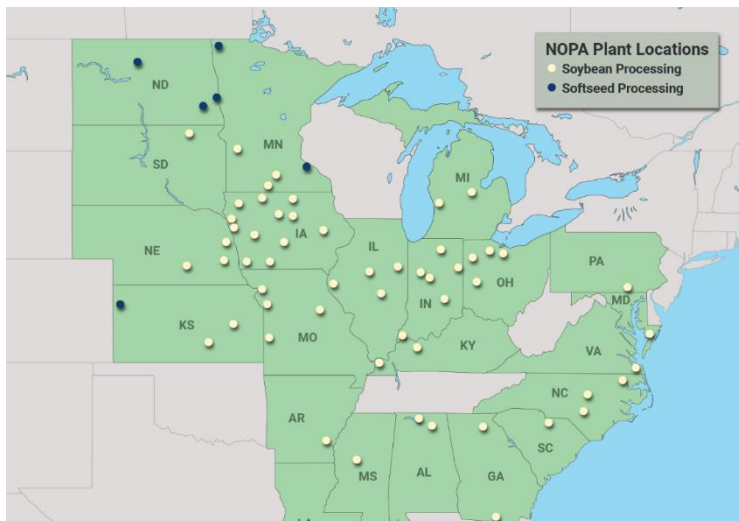 NOPA Plant Locations
Soybean Processing
Softseed Processing
ND
MN
SD
MI
IA
NE
IL
PA
OH
IN
MD
KS
MO
KY
VA
NC
AR
SC
MS
AL
GA
LA